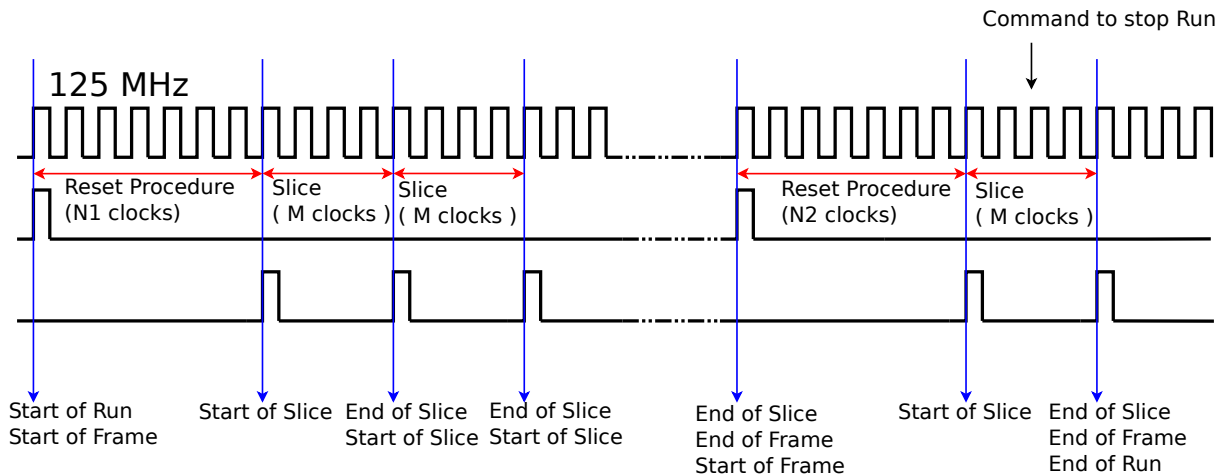 Command to stop Run
125 MHz
Reset Procedure
(N1 clocks)
Slice
( M clocks )
Slice
( M clocks )
Reset Procedure
(N2 clocks)
Slice
( M clocks )
Start of Run
Start of Frame
Start of Slice
End of Slice
Start of Slice
End of Slice
Start of Slice
End of Slice
End of Frame
Start of Frame
Start of Slice
End of Slice
End of Frame
End of Run